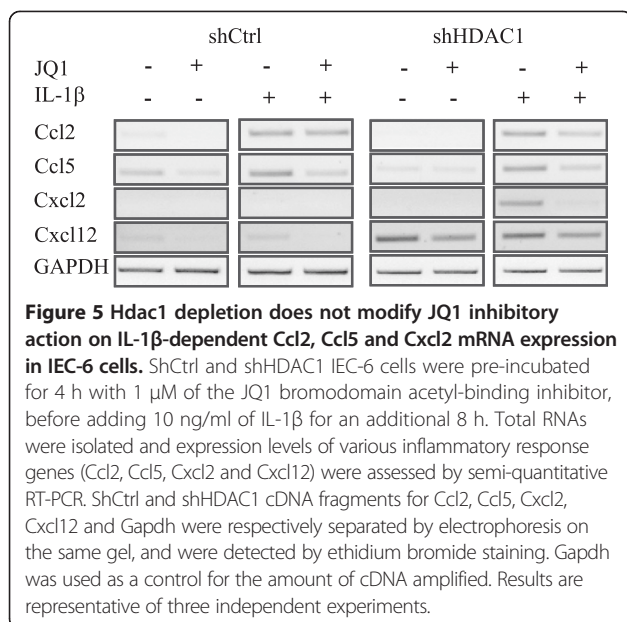 shCtrl shHDAC1
JQ1 - + - + - + - +
IL-1β - - + + - - + +
Ccl2
Ccl5
Cxcl2
Cxcl12
GAPDH
Figure 5 Hdac1 depletion does not modify JQ1 inhibitory
action on IL-1β-dependent Ccl2, Ccl5 and Cxcl2 mRNA expression
in IEC-6 cells. ShCtrl and shHDAC1 IEC-6 cells were pre-incubated
for 4 h with 1 μM of the JQ1 bromodomain acetyl-binding inhibitor,
before adding 10 ng/ml of IL-1β for an additional 8 h. Total RNAs
were isolated and expression levels of various inflammatory response
genes (Ccl2, Ccl5, Cxcl2 and Cxcl12) were assessed by semi-quantitative
RT-PCR. ShCtrl and shHDAC1 cDNA fragments for Ccl2, Ccl5, Cxcl2,
Cxcl12 and Gapdh were respectively separated by electrophoresis on
the same gel, and were detected by ethidium bromide staining. Gapdh
was used as a control for the amount of cDNA amplified. Results are
representative of three independent experiments.